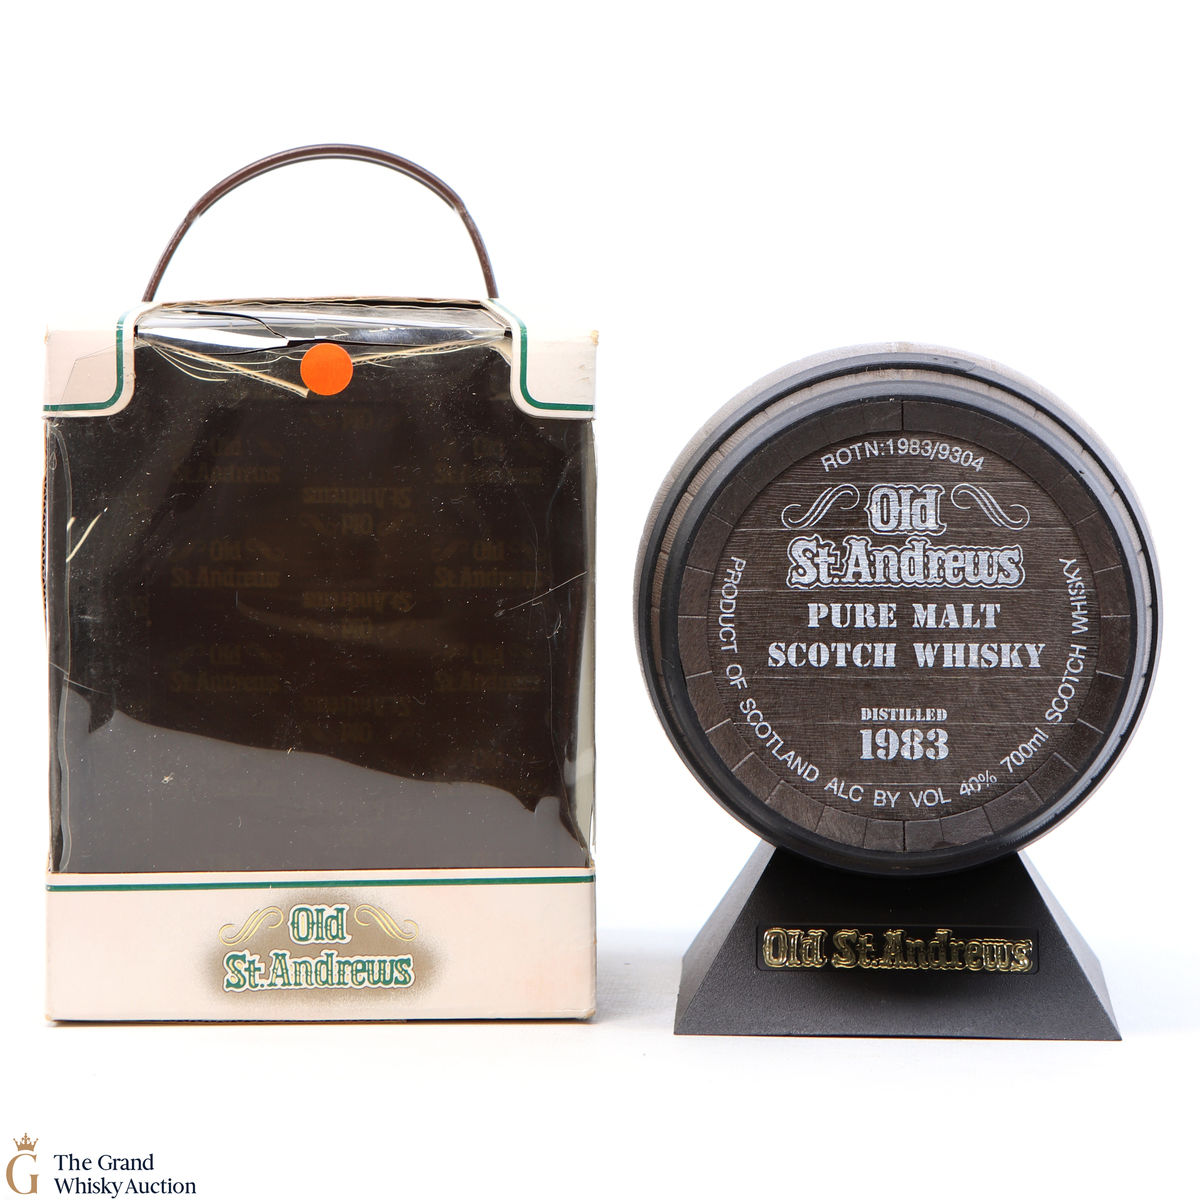 Old
St. Andrews
ROTN:1983/9304
Old
St. Andrews
PURE MALT
SCOTCH WHISKY
DISTILLED
1983
PRODUCT OF SCOTLAND ALC BY VOL 40% 700ml SCOTCH WHISKY
Old St. Andrews
G
The Grand
Whisky Auction